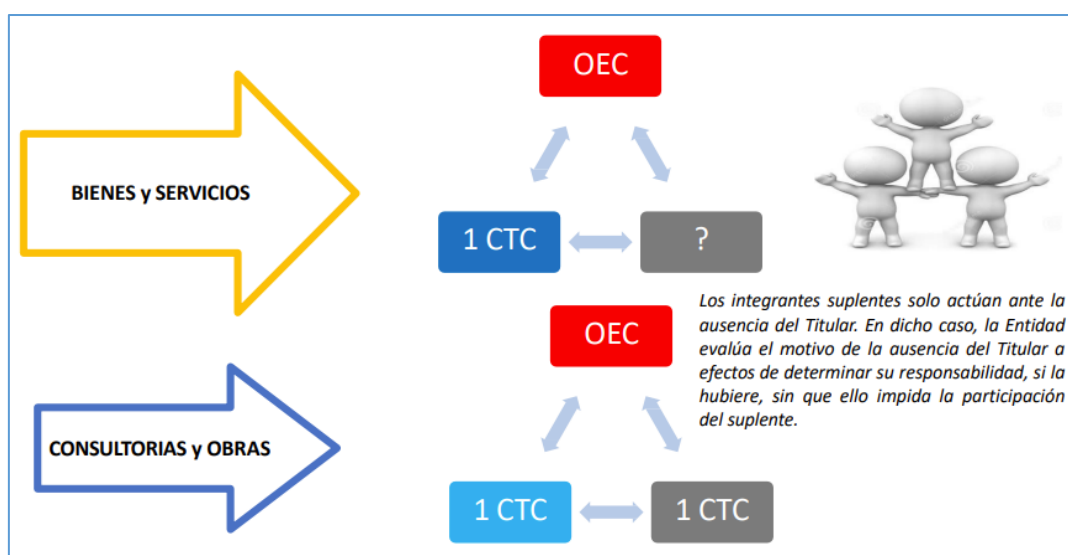 OEC
BIENES y SERVICIOS
1 CTC
?
OEC
Los integrantes suplentes solo actúan ante la
ausencia del Titular. En dicho caso, la Entidad
evalúa el motivo de la ausencia del Titular a
efectos de determinar su responsabilidad, si la
hubiere, sin que ello impida la participación
del suplente.
CONSULTORIAS y OBRAS
1 CTC
1 CTC